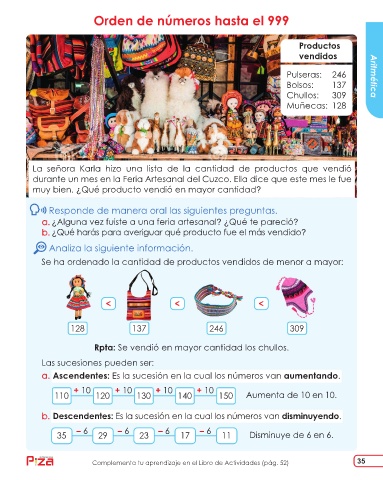 Orden de números hasta el 999
Aritmética
Productos
vendidos
Pulseras: 246
Bolsos: 137
Chullos: 309
Muñecas: 128
La señora Karla hizo una lista de la cantidad de productos que vendió
durante un mes en la Feria Artesanal del Cuzco. Ella dice que este mes le fue
muy bien. ¿Qué producto vendió en mayor cantidad?
Responde de manera oral las siguientes preguntas.
a. ¿Alguna vez fuiste a una feria artesanal? ¿Qué te pareció?
b. ¿Qué harás para averiguar qué producto fue el más vendido?
Analiza la siguiente información.
Se ha ordenado la cantidad de productos vendidos de menor a mayor:
< < <
128 137 246 309
Rpta: Se vendió en mayor cantidad los chullos.
Las sucesiones pueden ser:
a. Ascendentes: Es la sucesión en la cual los números van aumentando.
+ 10 + 10 + 10 + 10
110 120 130 140 150 Aumenta de 10 en 10.
b. Descendentes: Es la sucesión en la cual los números van disminuyendo.
– 6 – 6 – 6 – 6
35 29 23 17 11 Disminuye de 6 en 6.
Complementa tu aprendizaje en el Libro de Actividades (pág. 52)
35